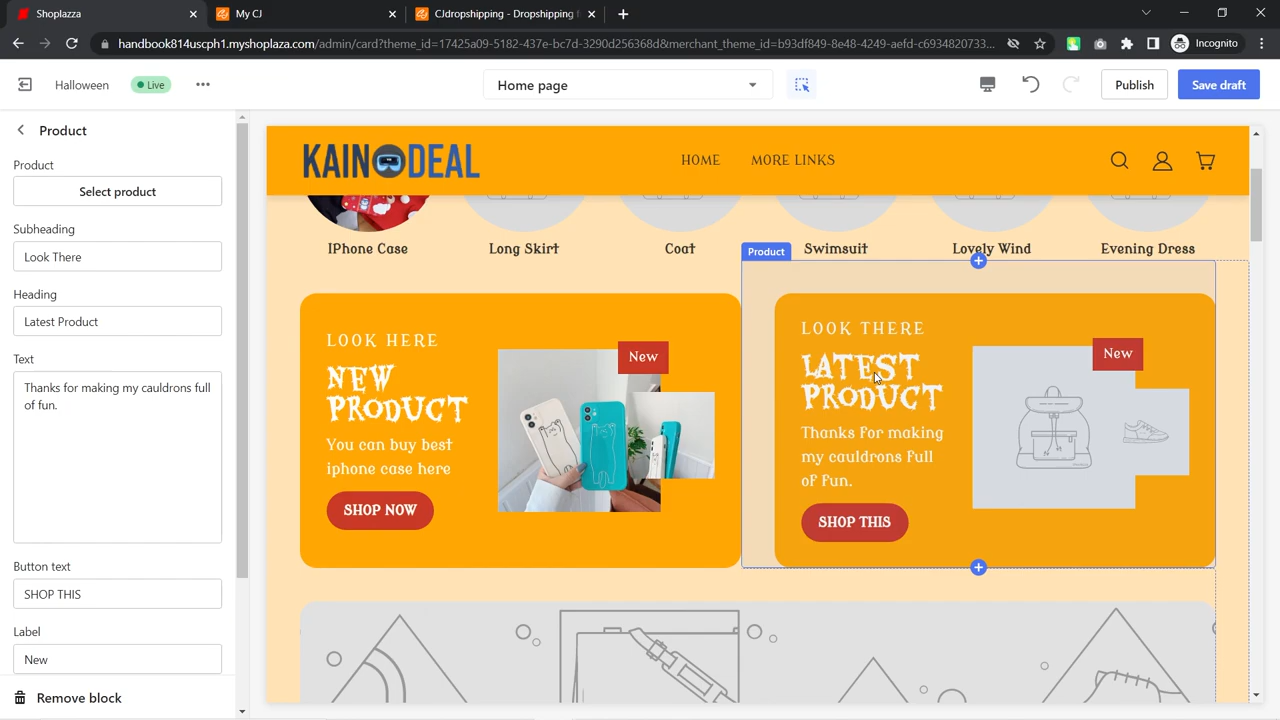 Shoplazza
My CJ
CJdropshipping - Dropshipping f
handbook814uscph1.myshoplaza.com/admin/card?theme_id=17425a09-5182-437e-bc7d-3290d256368d&merchant_theme_id=b93df849-8e48-4249-aefd-c6934820733...
Incognito
Halloween
Live
Home page
Publish
Save draft
Product
Product
Select product
Subheading
Look There
Heading
Latest Product
Text
Thanks for making my cauldrons full
of fun.
Button text
SHOP THIS
Label
New
Remove block
KAINODEAL
HOME
MORE LINKS
IPhone Case
Long Skirt
Coat
Swimsuit
Lovely Wind
Evening Dress
Product
LOOK HERE
NEW
PRODUCT
You can buy best
iphone case here
SHOP NOW
New
LOOK THERE
LATEST
PRODUCT
Thanks for making
my cauldrons full
of fun.
SHOP THIS
New